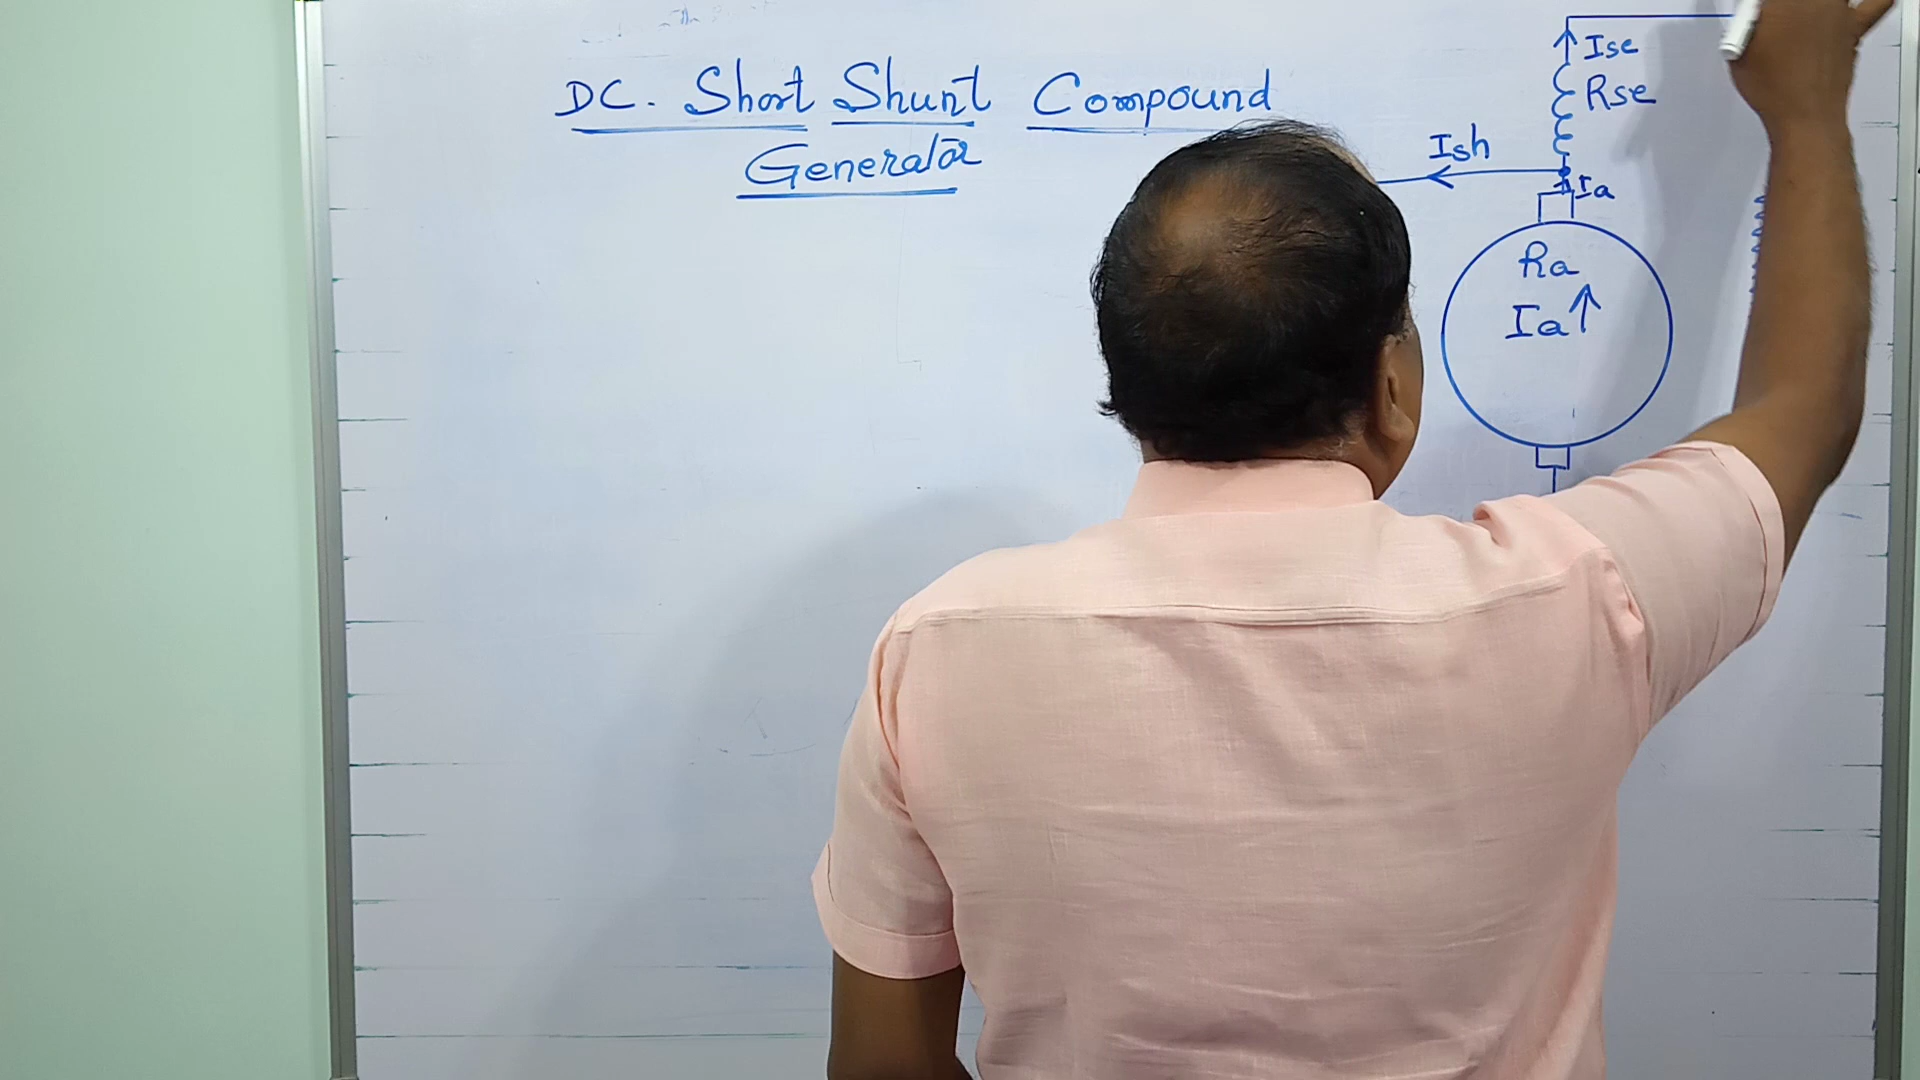 DC. Short Shunt Compound
Generator
Ise
Rse
Ish
Ia
Ra
Ia↑